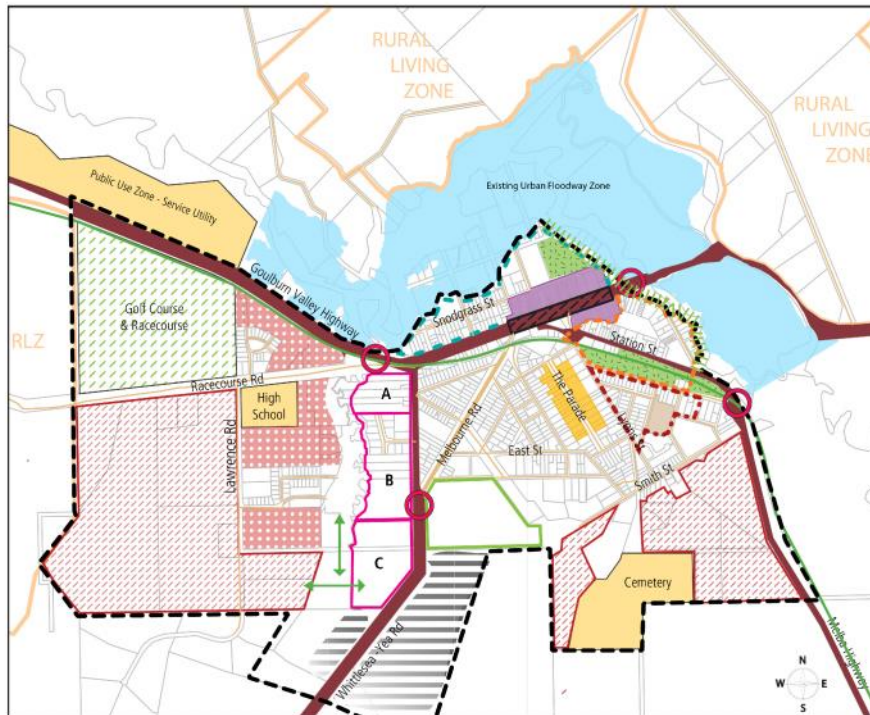 RURAL
LIVING
ZONE
RURAL
LIVING
ZONE
Public Use Zone - Service Utility
Existing Urban Floodway Zone
Goulburn Valley Highway
Golf Course
& Racecourse
Snodgrass St
Station St
RLZ
Racecourse Rd
High
School
A
Melbourne Rd
The Parade
Lawrence Rd
East St
B
Smith St
C
Cemetery
Whittlesea -Yea Rd
Melba Highway
N
W
E
S